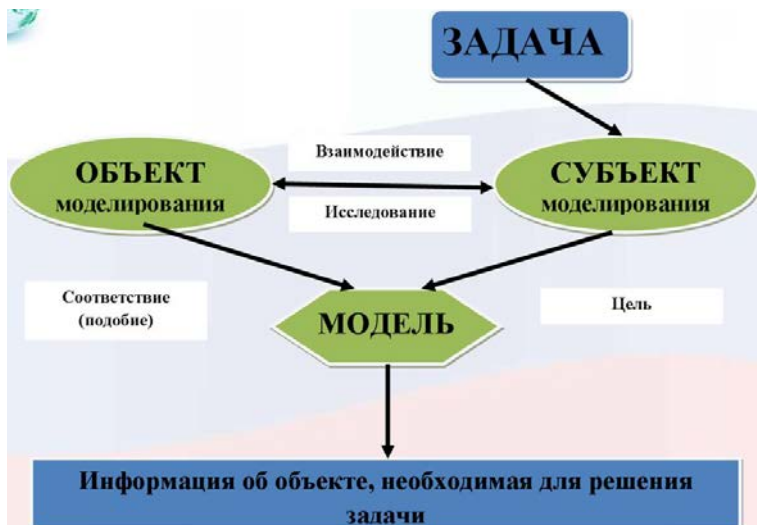 ЗАДАЧА
Взаимодействие
ОБЪЕКТ
моделирования
СУБЪЕКТ
моделирования
Исследование
Соответствие
(подобие)
МОДЕЛЬ
Цель
Информация об объекте, необходимая для решения
задачи